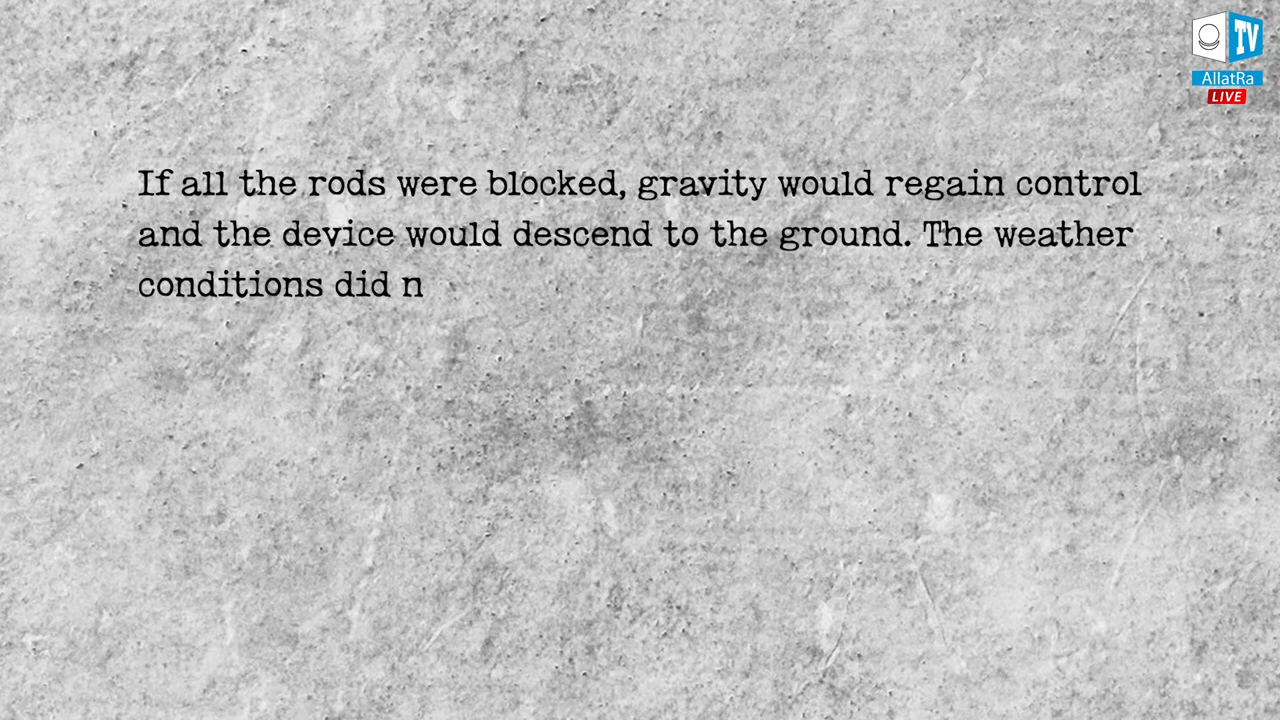 TV
AllatRa
LIVE
If all the rods were blocked, gravity would regain control
and the device would descend to the ground. The weather
conditions did n